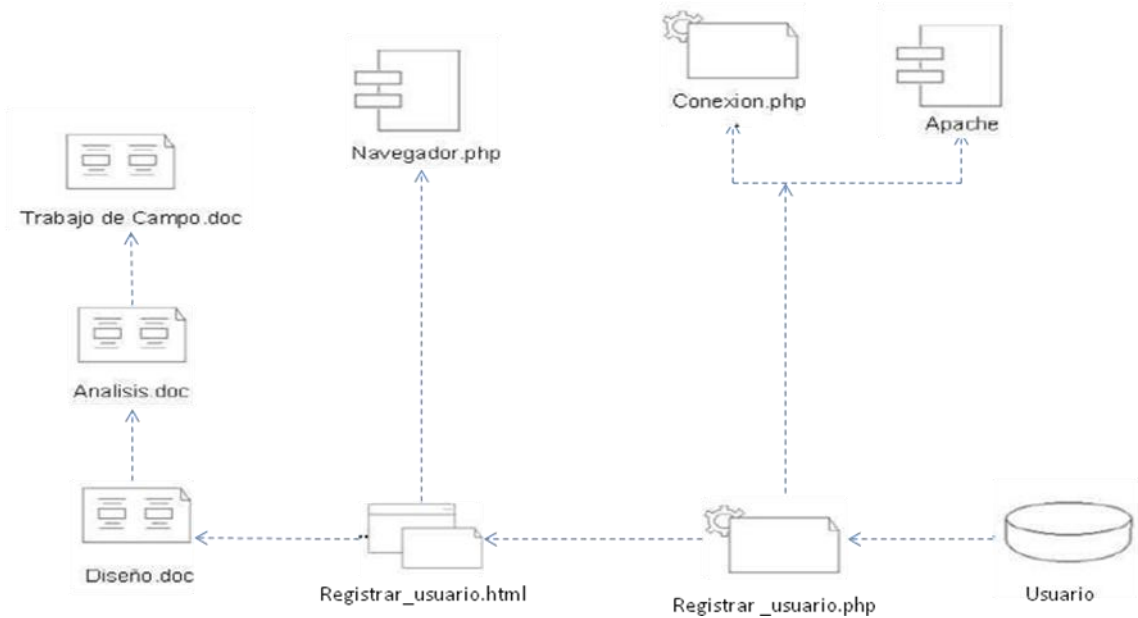 Conexion.php
Apache
Navegador.php
Trabajo de Campo.doc
Analisis.doc
Diseño.doc
Registrar_usuario.html
Registrar _usuario.php
Usuario